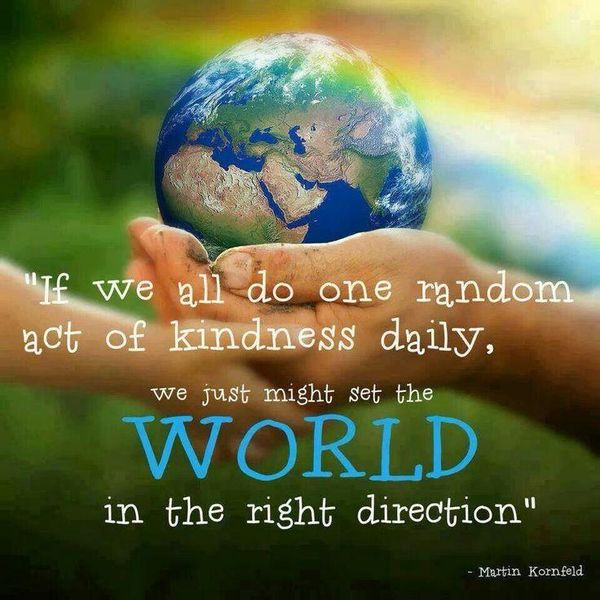 "If we all do one random
act of kindness daily,
we just might set the
WORLD
in the right direction"
- Martin Kornfeld